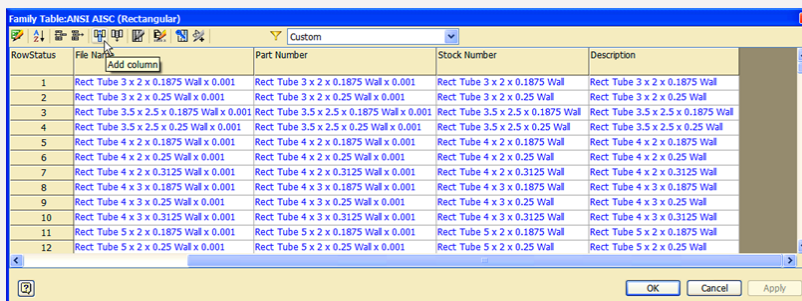 Family Table:ANSI AISC (Rectangular)
Custom
RowStatus File Name Part Number Stock Number Description
Add column
1 Rect Tube 3 x 2 x 0.1875 Wall x 0.001 Rect Tube 3 x 2 x 0.1875 Wall x 0.001 Rect Tube 3 x 2 x 0.1875 Wall Rect Tube 3 x 2 x 0.1875 Wall
2 Rect Tube 3 x 2 x 0.25 Wall x 0.001 Rect Tube 3 x 2 x 0.25 Wall x 0.001 Rect Tube 3 x 2 x 0.25 Wall Rect Tube 3 x 2 x 0.25 Wall
3 Rect Tube 3.5 x 2.5 x 0.1875 Wall x 0.001 Rect Tube 3.5 x 2.5 x 0.1875 Wall x 0.001 Rect Tube 3.5 x 2.5 x 0.1875 Wall Rect Tube 3.5 x 2.5 x 0.1875 Wall
4 Rect Tube 3.5 x 2.5 x 0.25 Wall x 0.001 Rect Tube 3.5 x 2.5 x 0.25 Wall x 0.001 Rect Tube 3.5 x 2.5 x 0.25 Wall Rect Tube 3.5 x 2.5 x 0.25 Wall
5 Rect Tube 4 x 2 x 0.1875 Wall x 0.001 Rect Tube 4 x 2 x 0.1875 Wall x 0.001 Rect Tube 4 x 2 x 0.1875 Wall Rect Tube 4 x 2 x 0.1875 Wall
6 Rect Tube 4 x 2 x 0.25 Wall x 0.001 Rect Tube 4 x 2 x 0.25 Wall x 0.001 Rect Tube 4 x 2 x 0.25 Wall Rect Tube 4 x 2 x 0.25 Wall
7 Rect Tube 4 x 2 x 0.3125 Wall x 0.001 Rect Tube 4 x 2 x 0.3125 Wall x 0.001 Rect Tube 4 x 2 x 0.3125 Wall Rect Tube 4 x 2 x 0.3125 Wall
8 Rect Tube 4 x 3 x 0.1875 Wall x 0.001 Rect Tube 4 x 3 x 0.1875 Wall x 0.001 Rect Tube 4 x 3 x 0.1875 Wall Rect Tube 4 x 3 x 0.1875 Wall
9 Rect Tube 4 x 3 x 0.25 Wall x 0.001 Rect Tube 4 x 3 x 0.25 Wall x 0.001 Rect Tube 4 x 3 x 0.25 Wall Rect Tube 4 x 3 x 0.25 Wall
10 Rect Tube 4 x 3 x 0.3125 Wall x 0.001 Rect Tube 4 x 3 x 0.3125 Wall x 0.001 Rect Tube 4 x 3 x 0.3125 Wall Rect Tube 4 x 3 x 0.3125 Wall
11 Rect Tube 5 x 2 x 0.1875 Wall x 0.001 Rect Tube 5 x 2 x 0.1875 Wall x 0.001 Rect Tube 5 x 2 x 0.1875 Wall Rect Tube 5 x 2 x 0.1875 Wall
12 Rect Tube 5 x 2 x 0.25 Wall x 0.001 Rect Tube 5 x 2 x 0.25 Wall x 0.001 Rect Tube 5 x 2 x 0.25 Wall Rect Tube 5 x 2 x 0.25 Wall
OK Cancel Apply